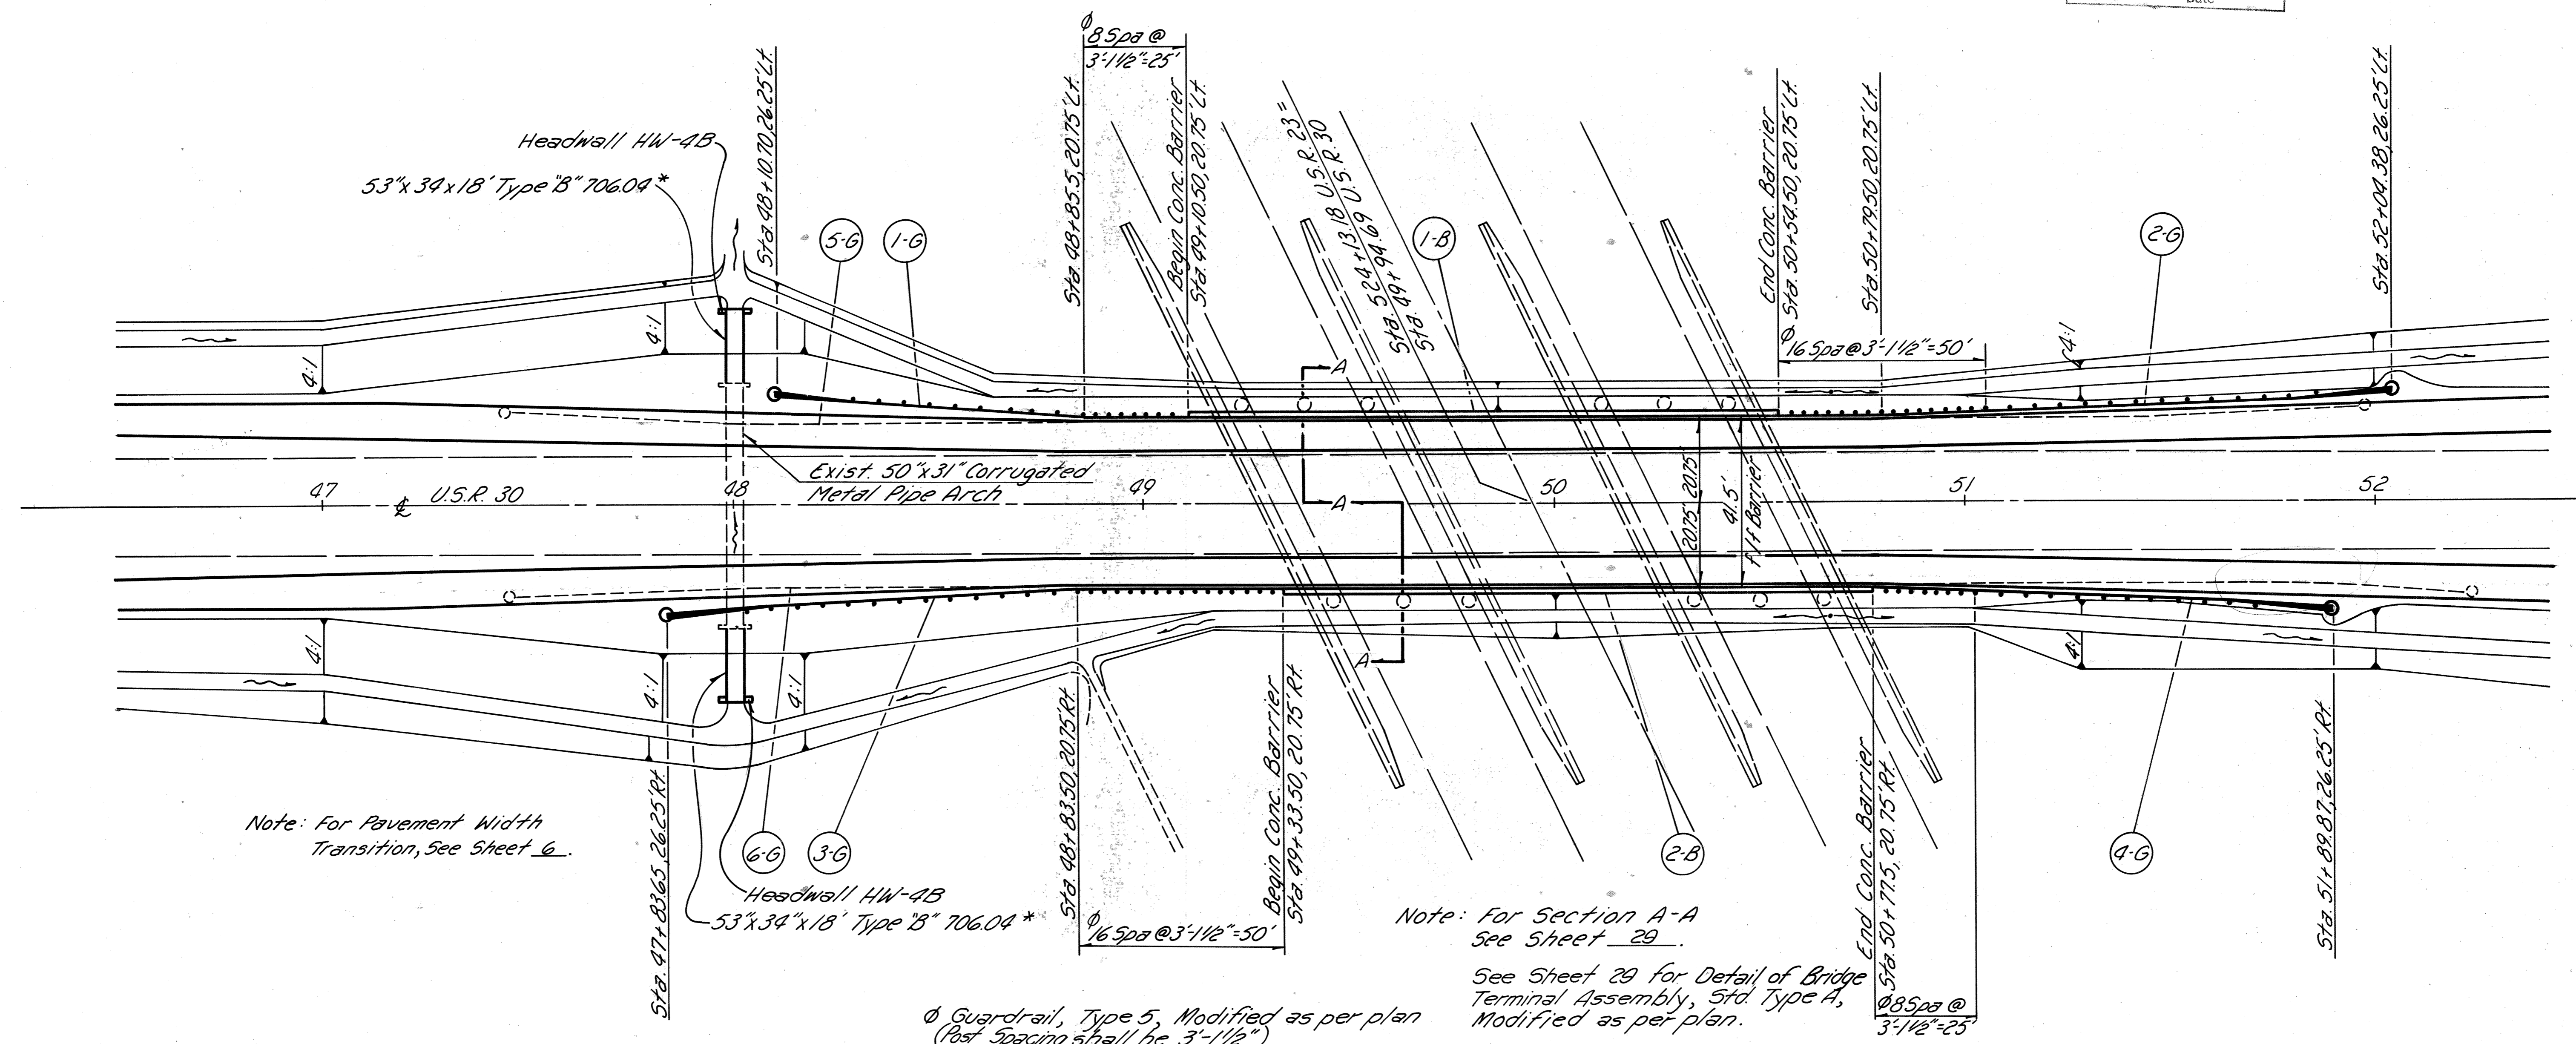 Date
ϕ
8 Spa @
3'-1 1/2"=25'
Sta. 48+10.70, 26.25' Lt.
Sta. 48+85.5, 20.75' Lt.
Begin Conc. Barrier
Sta. 49+10.50, 20.75' Lt.
Sta. 524+13.18 U.S.R. 23 =
Sta. 49+94.69 U.S.R. 30
End Conc. Barrier
Sta. 50+54.50, 20.75' Lt.
Sta. 50+79.50, 20.75' Lt.
Sta. 52+04.38, 26.25' Lt.
Headwall HW-4B
53"x 34 x 18' Type "B" 706.04 *
5-G
1-G
1-B
2-G
4:1
4:1
ϕ
16 Spa @ 3'-1 1/2"=50'
4:1
A
Exist. 50"x 31" Corrugated
Metal Pipe Arch
47
℄ U.S.R. 30
48
49
A
50
51
52
20.75' 20.75'
41.5'
f/f Barrier
4:1
4:1
4:1
A
4:1
Sta. 47+83.65, 26.25' Rt.
Sta. 48+83.50, 20.75' Rt.
Begin Conc. Barrier
Sta. 49+33.50, 20.75' Rt.
End Conc. Barrier
Sta. 50+77.5, 20.75' Rt.
Sta. 51+89.87, 26.25' Rt.
Note: For Pavement Width
Transition, See Sheet 6.
6-G
3-G
2-B
4-G
Headwall HW-4B
53"x34"x18' Type "B" 706.04 *
ϕ
16 Spa @ 3'-1 1/2"=50'
Note: For Section A-A
See Sheet 29.
See Sheet 29 for Detail of Bridge
Terminal Assembly, Std. Type A,
Modified as per plan.
ϕ 8 Spa @
3'-1 1/2"=25'
ϕ Guardrail, Type 5, Modified as per plan
(Post Spacing shall be 3'-1 1/2")